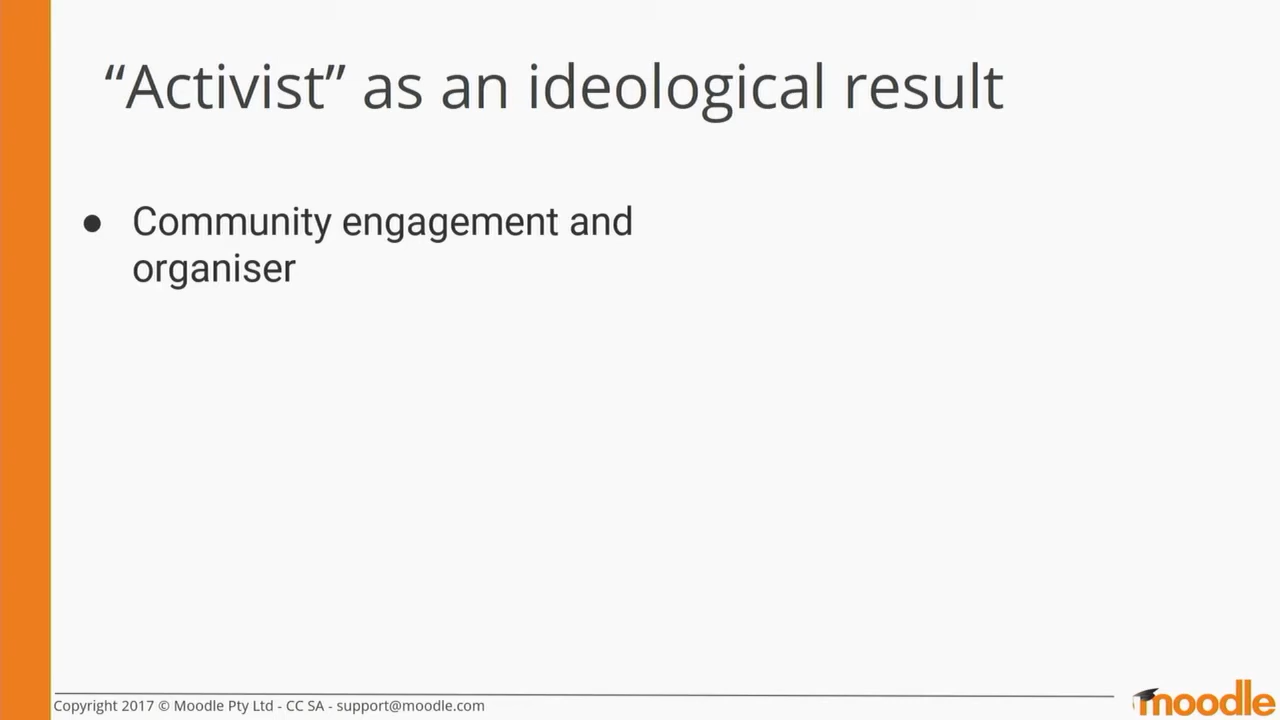 “Activist” as an ideological result
● Community engagement and
organiser
Copyright 2017 © Moodle Pty Ltd - CC SA - support@moodle.com
moodle